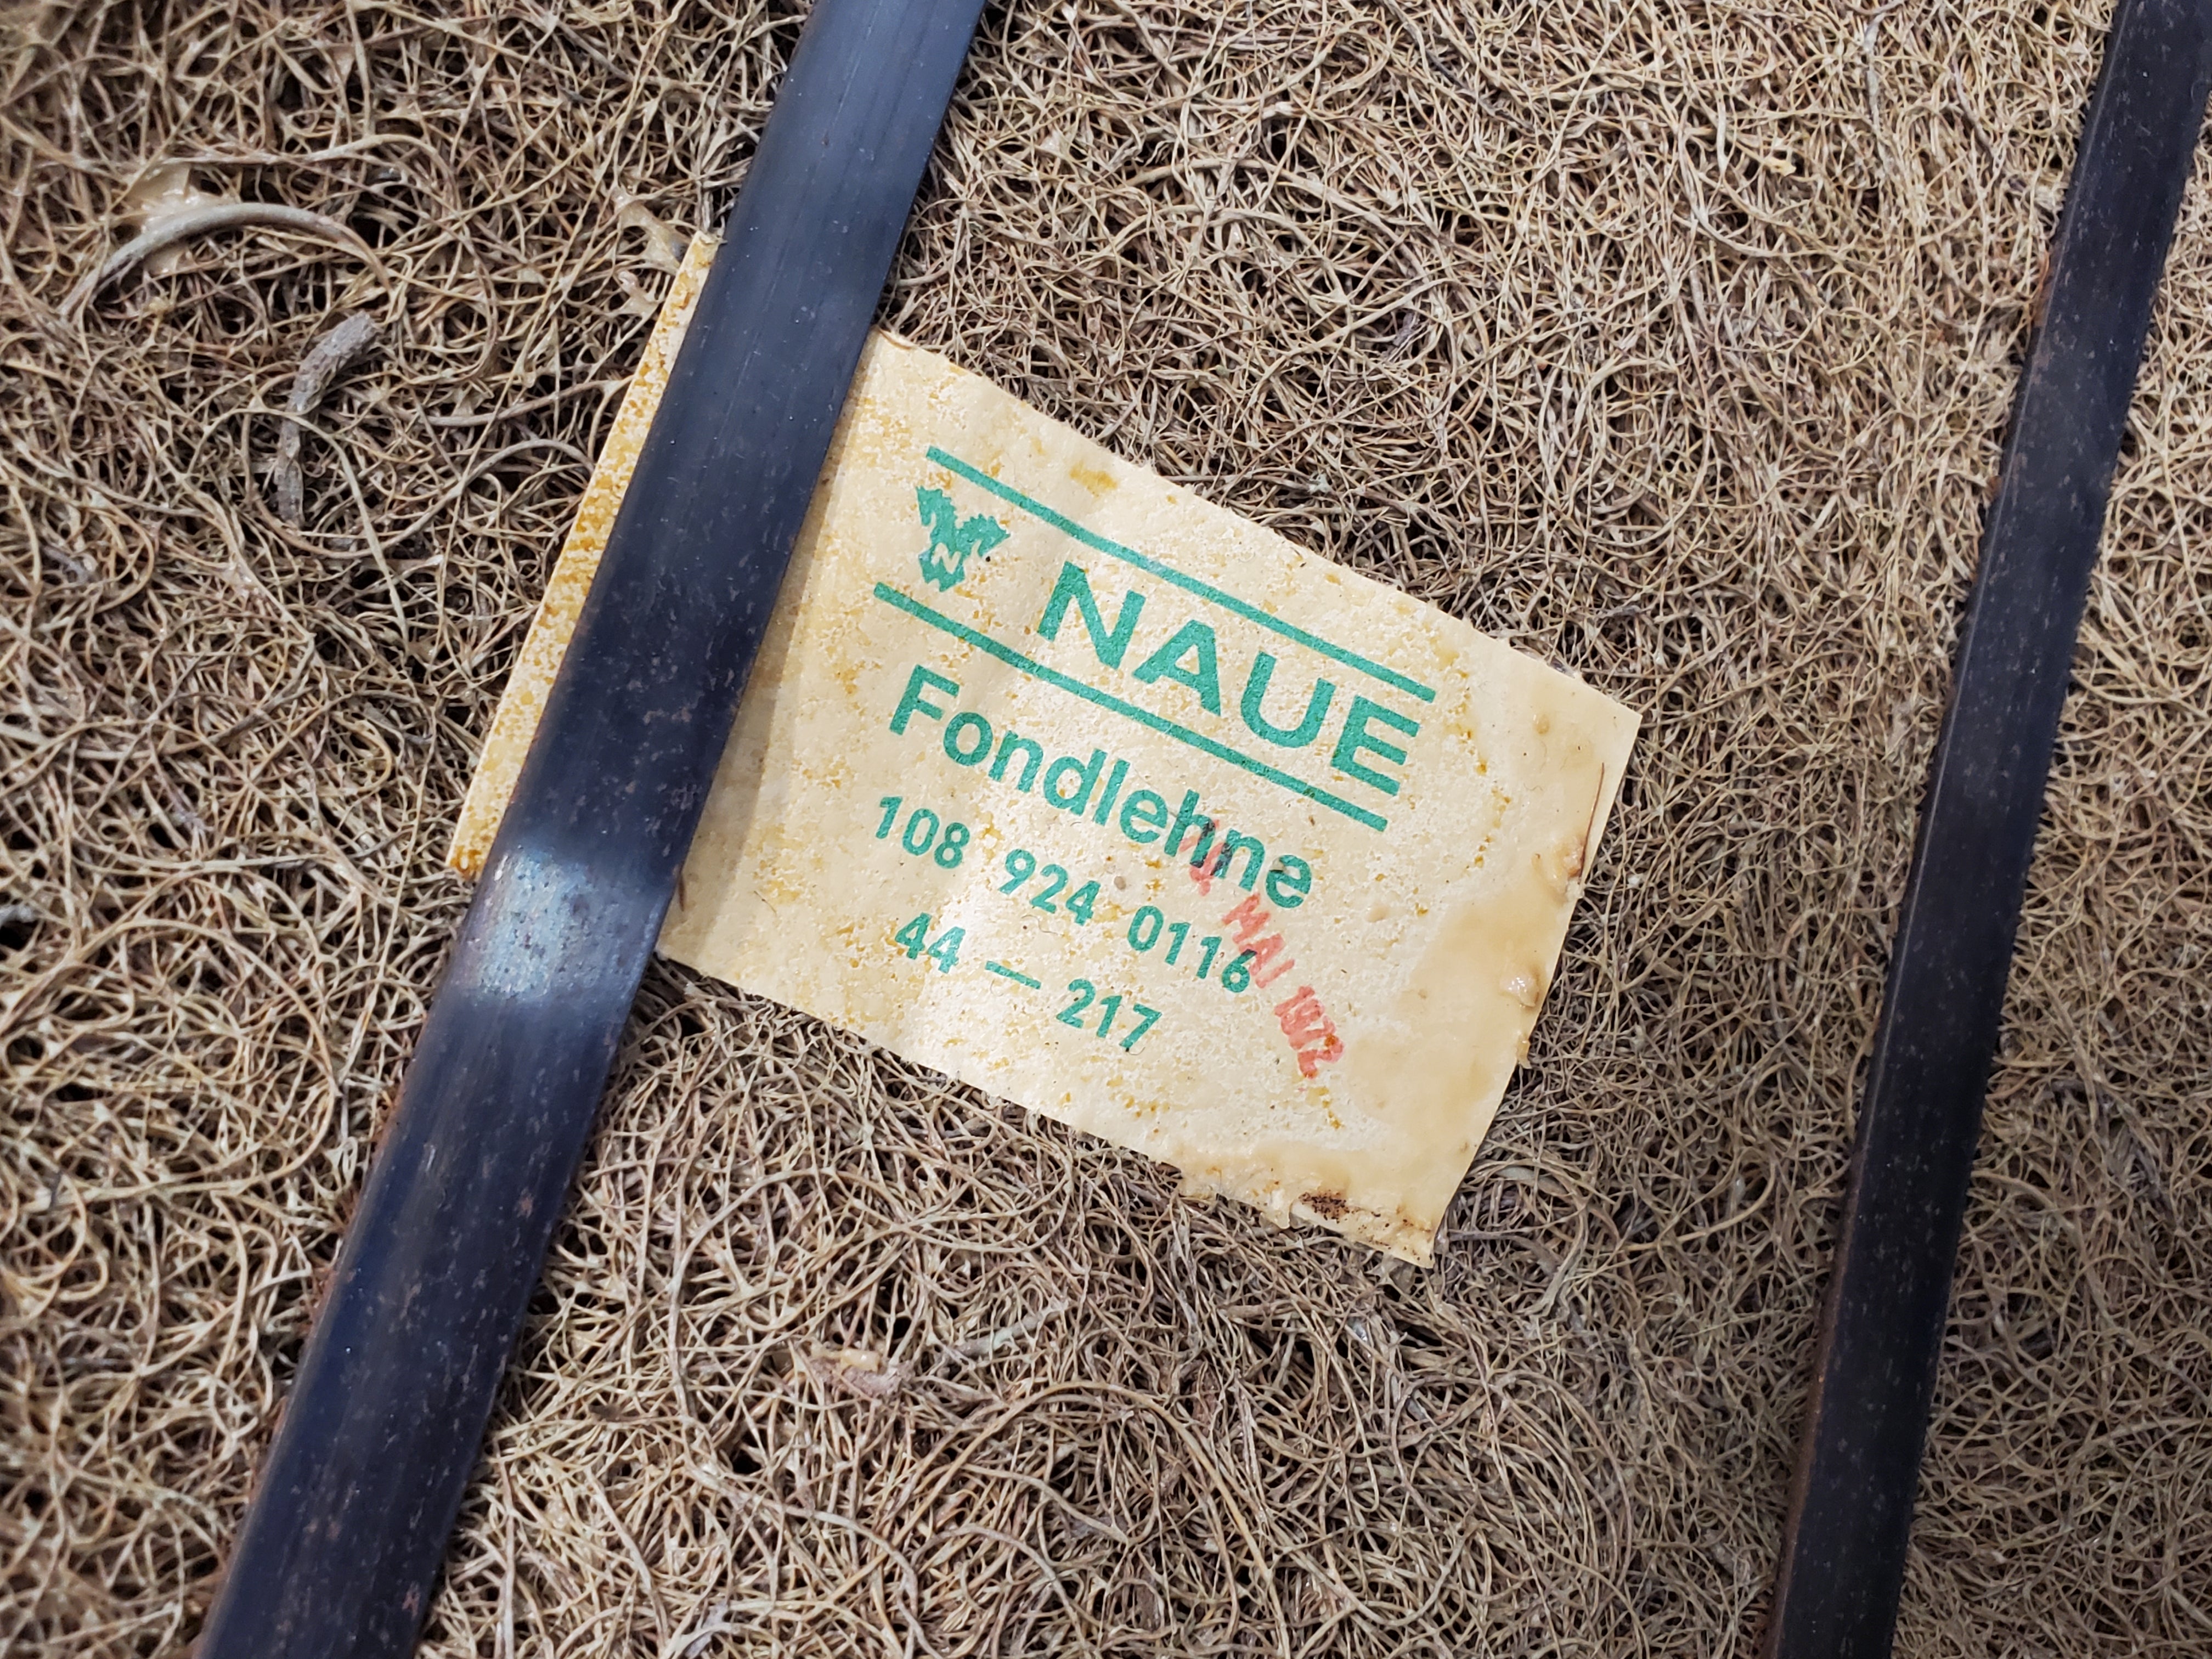 N
NAUE
Fondlehne
108 924 0116
44 — 217
MAI 1972